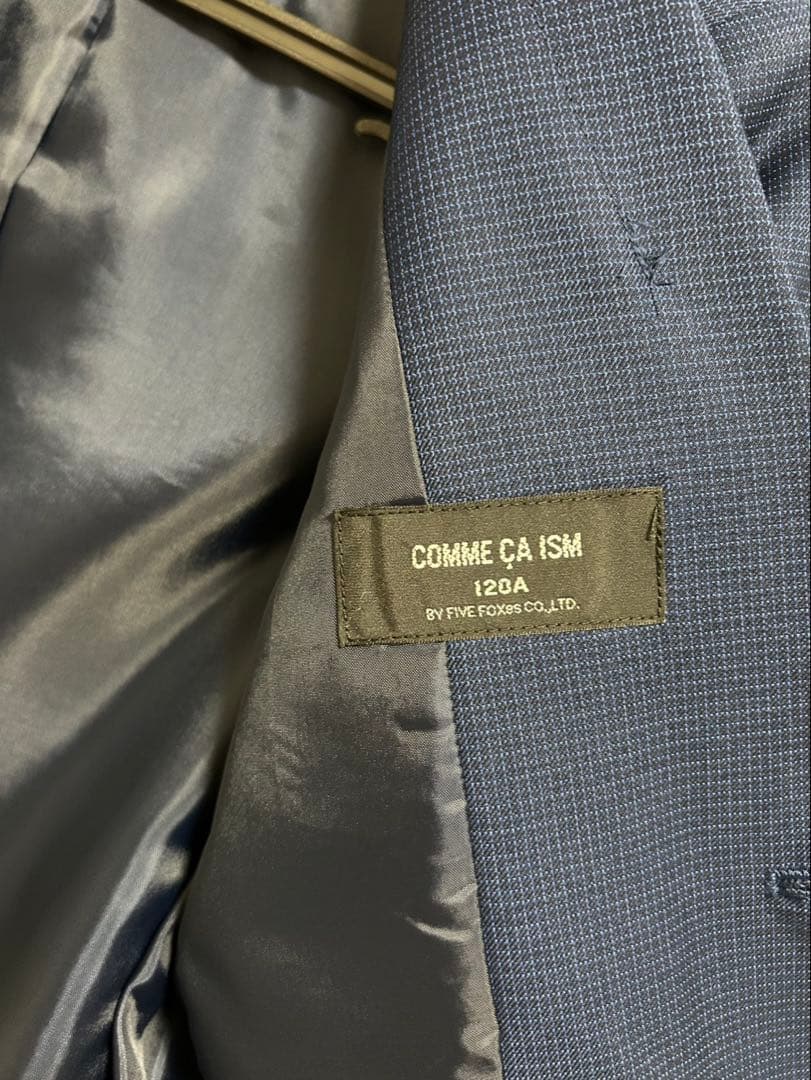 COMME ÇA ISM
120A
BY FIVE FOXes CO.,LTD.